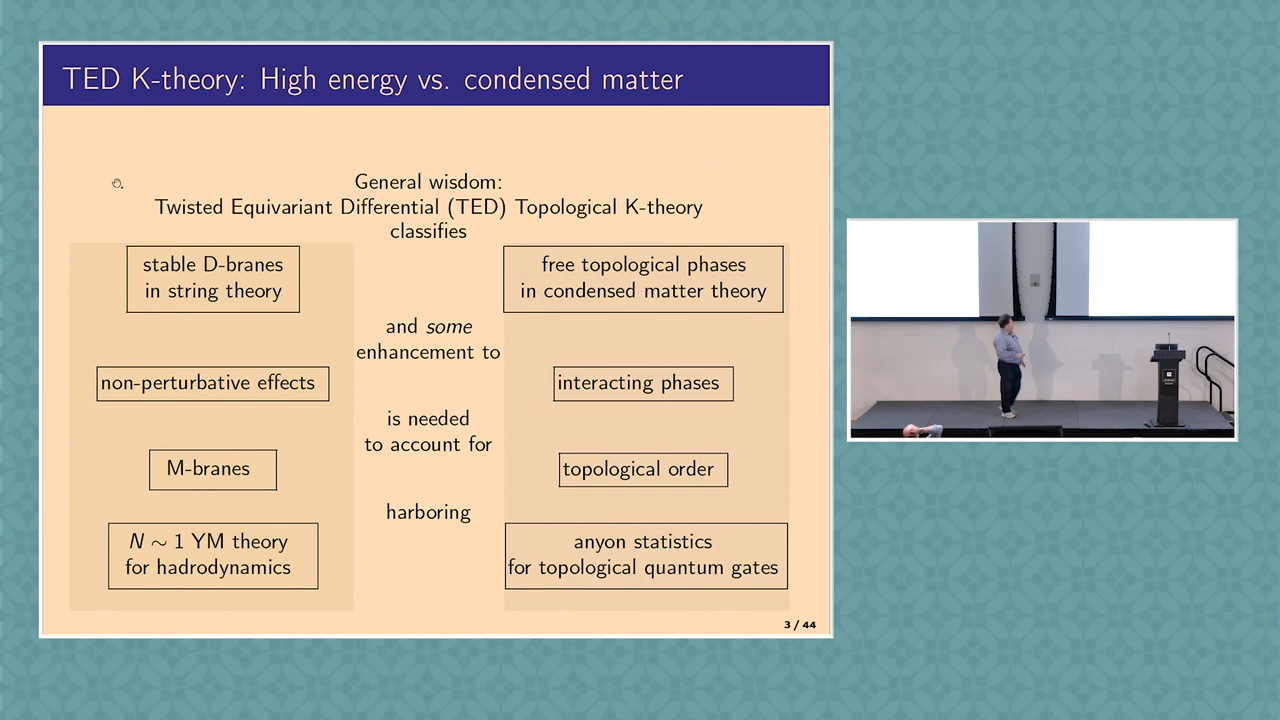 TED K-theory: High energy vs. condensed matter
General wisdom:
Twisted Equivariant Differential (TED) Topological K-theory
classifies
stable D-branes
in string theory
free topological phases
in condensed matter theory
and some
enhancement to
non-perturbative effects
interacting phases
is needed
to account for
M-branes
topological order
harboring
N ∼ 1 YM theory
for hadrodynamics
anyon statistics
for topological quantum gates
3 / 44